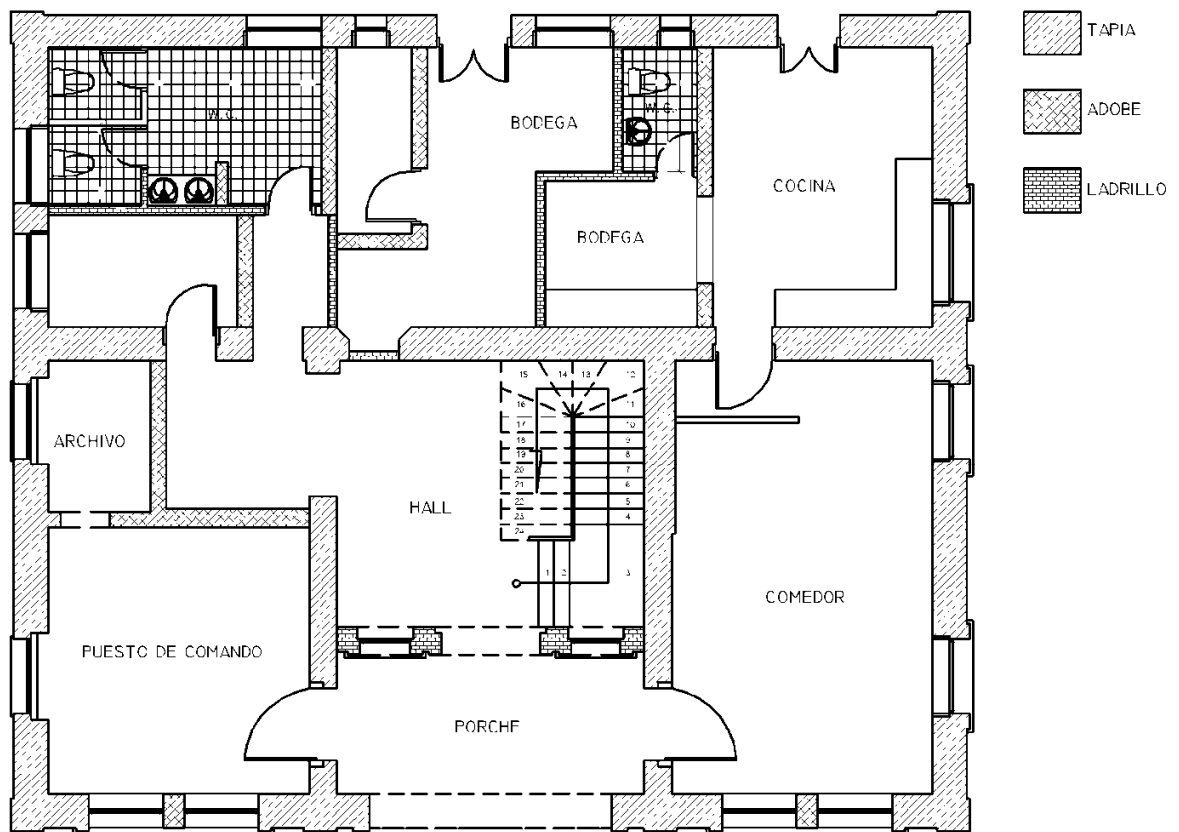 TAPIA
ADOBE
LADRILLO
W.C.
BODEGA
W.C.
COCINA
BODEGA
15 14 13 12
16 11
17 10
18 9
19 8
20 7
21 6
22 5
23 4
24
ARCHIVO
HALL
1 2 3
COMEDOR
PUESTO DE COMANDO
PORCHE